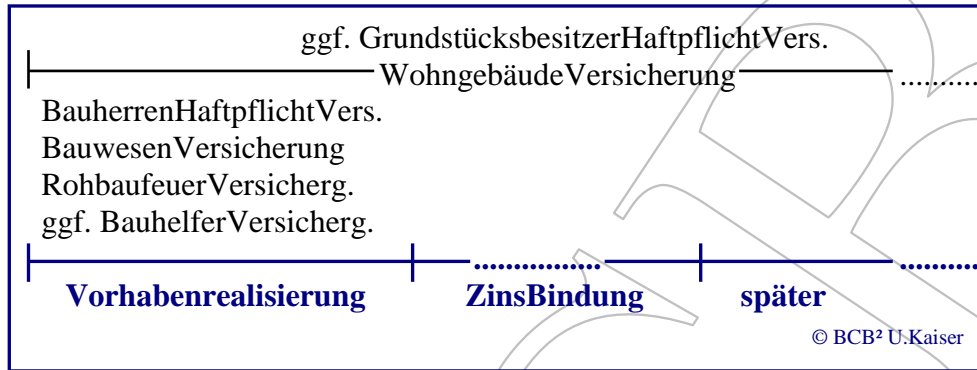 ggf. GrundstücksbesitzerHaftpflichtVers.
WohngebäudeVersicherung ..........
BauherrenHaftpflichtVers.
BauwesenVersicherung
RohbaufeuerVersicherg.
ggf. BauhelferVersicherg.
Vorhabenrealisierung ZinsBindung später
© BCB² U.Kaiser